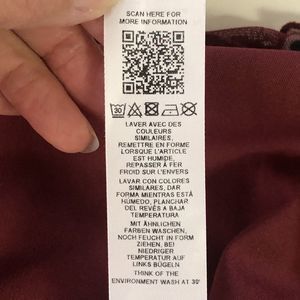 SCAN HERE FOR
MORE INFORMATION
30
LAVER AVEC DES
COULEURS
SIMILAIRES,
REMETTRE EN FORME
LORSQUE L'ARTICLE
EST HUMIDE,
REPASSER À FER
FROID SUR L'ENVERS
LAVAR CON COLORES
SIMILARES, DAR
FORMA MIENTRAS ESTÁ
HÚMEDO, PLANCHAR
DEL REVÉS A BAJA
TEMPERATURA
MIT ÄHNLICHEN
FARBEN WASCHEN,
NOCH FEUCHT IN FORM
ZIEHEN, BEI
NIEDRIGER
TEMPERATUR AUF
LINKS BÜGELN
THINK OF THE
ENVIRONMENT WASH AT 30°